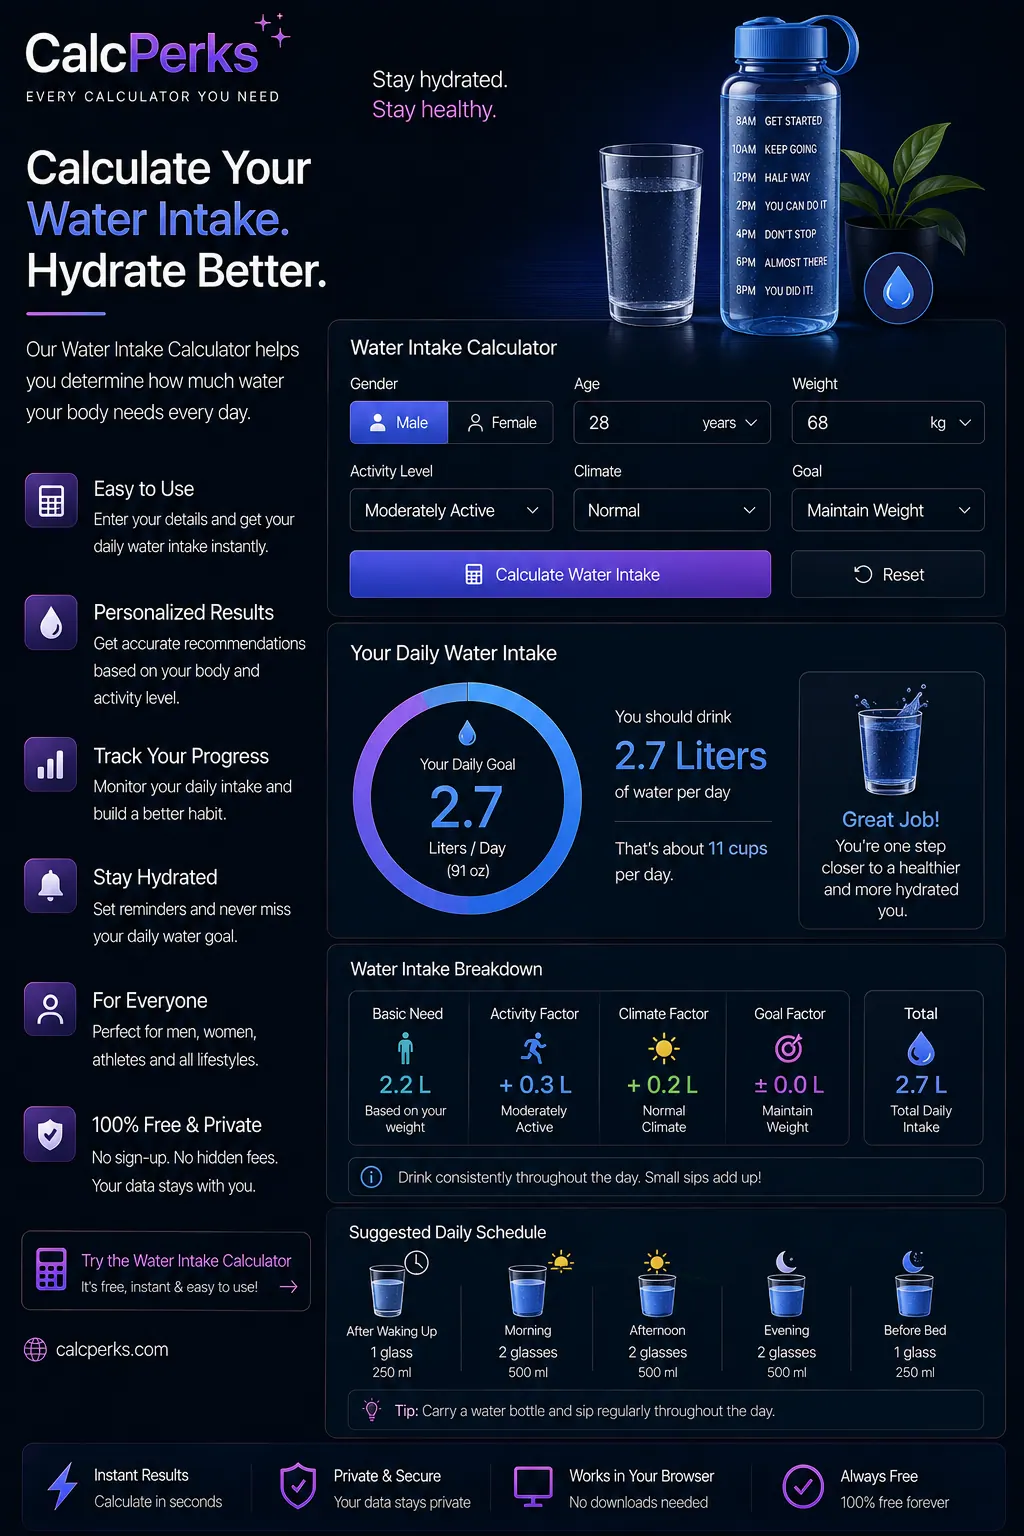 CalcPerks
EVERY CALCULATOR YOU NEED
Stay hydrated.
Stay healthy.
8AM GET STARTED
10AM KEEP GOING
12PM HALF WAY
2PM YOU CAN DO IT
4PM DON'T STOP
6PM ALMOST THERE
8PM YOU DID IT!
Calculate Your
Water Intake.
Hydrate Better.
Our Water Intake Calculator helps
you determine how much water
your body needs every day.
Easy to Use
Enter your details and get your
daily water intake instantly.
Personalized Results
Get accurate recommendations
based on your body and
activity level.
Track Your Progress
Monitor your daily intake and
build a better habit.
Stay Hydrated
Set reminders and never miss
your daily water goal.
For Everyone
Perfect for men, women,
athletes and all lifestyles.
100% Free & Private
No sign-up. No hidden fees.
Your data stays with you.
Try the Water Intake Calculator
It's free, instant & easy to use!
calcperks.com
Water Intake Calculator
Gender Age Weight
Male Female 28 years 68 kg
Activity Level Climate Goal
Moderately Active Normal Maintain Weight
Calculate Water Intake Reset
Your Daily Water Intake
Your Daily Goal
2.7
Liters / Day
(91 oz)
You should drink
2.7 Liters
of water per day
That's about 11 cups
per day.
Great Job!
You're one step
closer to a healthier
and more hydrated
you.
Water Intake Breakdown
Basic Need Activity Factor Climate Factor Goal Factor Total
2.2 L + 0.3 L + 0.2 L ± 0.0 L 2.7 L
Based on your Moderately Normal Maintain Total Daily
weight Active Climate Weight Intake
Drink consistently throughout the day. Small sips add up!
Suggested Daily Schedule
After Waking Up Morning Afternoon Evening Before Bed
1 glass 2 glasses 2 glasses 2 glasses 1 glass
250 ml 500 ml 500 ml 500 ml 250 ml
Tip: Carry a water bottle and sip regularly throughout the day.
Instant Results Private & Secure Works in Your Browser Always Free
Calculate in seconds Your data stays private No downloads needed 100% free forever